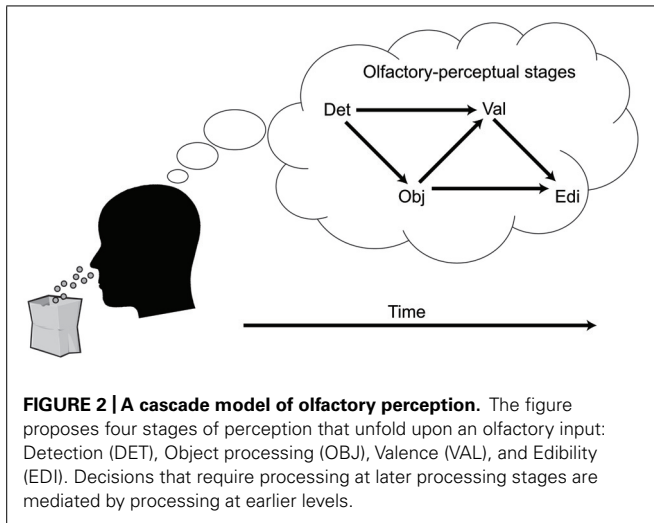 Olfactory-perceptual stages
Det Val
Obj Edi
Time
FIGURE 2 | A cascade model of olfactory perception. The figure
proposes four stages of perception that unfold upon an olfactory input:
Detection (DET), Object processing (OBJ), Valence (VAL), and Edibility
(EDI). Decisions that require processing at later processing stages are
mediated by processing at earlier levels.